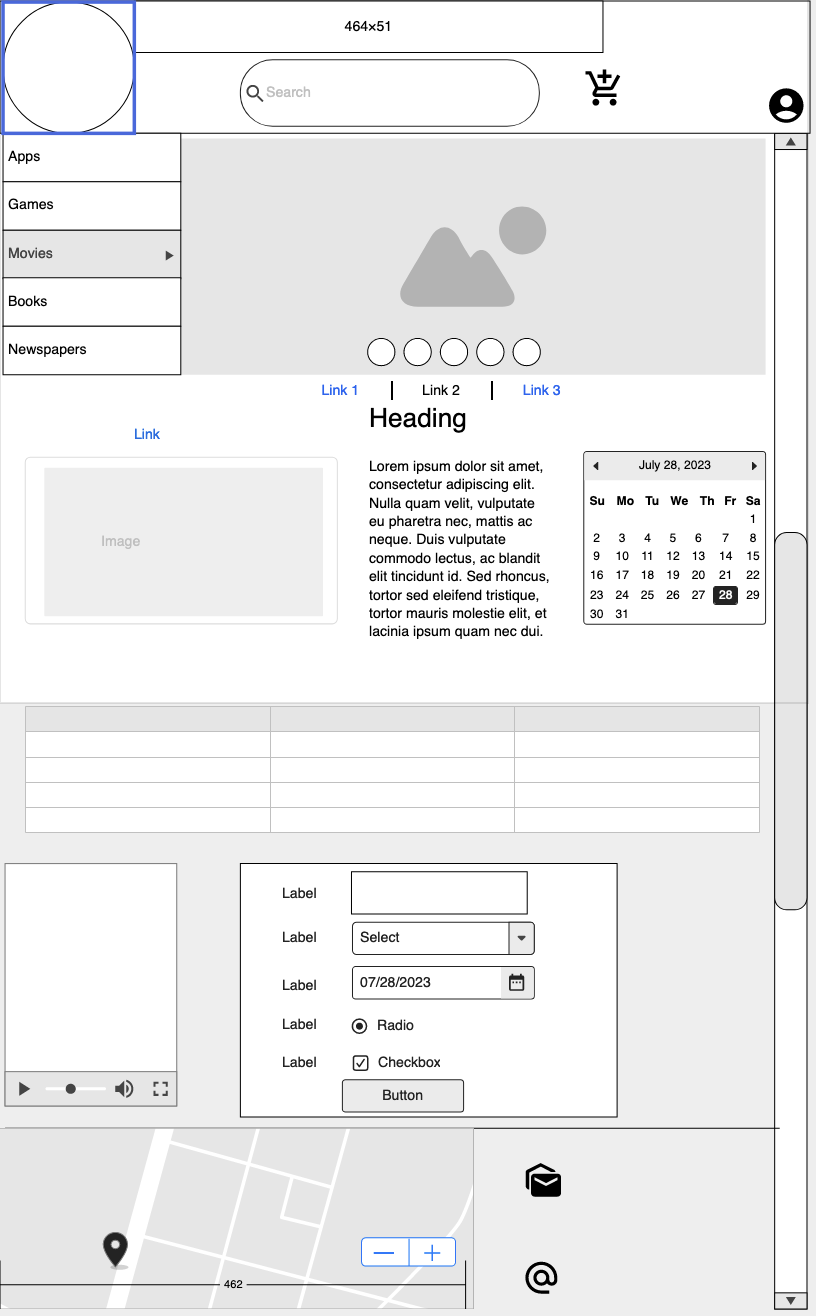 464×51
Search
Apps
Games
Movies
Books
Newspapers
Link 1
Link 2
Link 3
Heading
Link
Image
Lorem ipsum dolor sit amet,
consectetur adipiscing elit.
Nulla quam velit, vulputate
eu pharetra nec, mattis ac
neque. Duis vulputate
commodo lectus, ac blandit
elit tincidunt id. Sed rhoncus,
tortor sed eleifend tristique,
tortor mauris molestie elit, et
lacinia ipsum quam nec dui.
July 28, 2023
Su Mo Tu We Th Fr Sa
1
2 3 4 5 6 7 8
9 10 11 12 13 14 15
16 17 18 19 20 21 22
23 24 25 26 27 28 29
30 31
Label
Label Select
Label 07/28/2023
Label Radio
Label Checkbox
Button
462